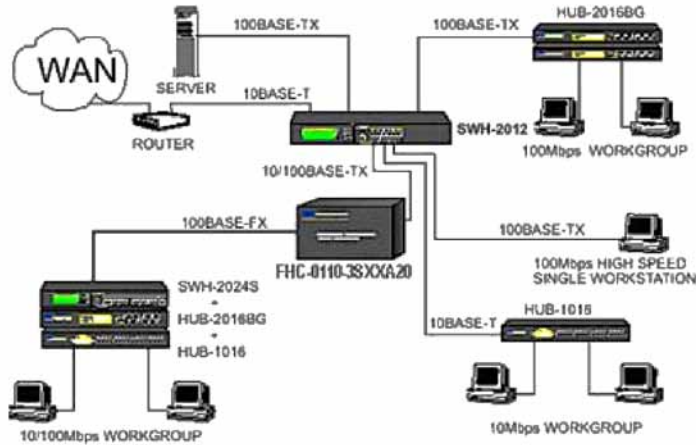 100BASE-TX
100BASE-TX
HUB-2016BG
WAN
SERVER
10BASE-T
ROUTER
SWH-2012
100Mbps WORKGROUP
10/100BASE-TX
100BASE-FX
100BASE-TX
FHC-0110-3SXXA20
100Mbps HIGH SPEED
SINGLE WORKSTATION
SWH-2024S
+
HUB-2016BG
+
HUB-1016
HUB-1016
10BASE-T
10/100Mbps WORKGROUP
10Mbps WORKGROUP